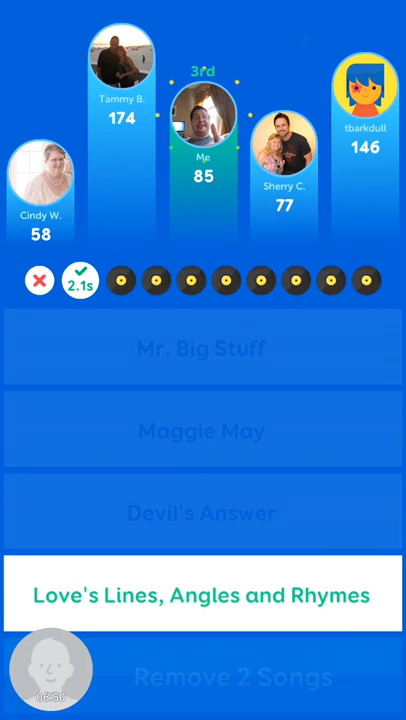 3rd
Tammy B.
174
tbarkdull
146
Me
85
Sherry C.
77
Cindy W.
58
2.1s
Mr. Big Stuff
Maggie May
Devil's Answer
Love's Lines, Angles and Rhymes
Remove 2 Songs
06:50